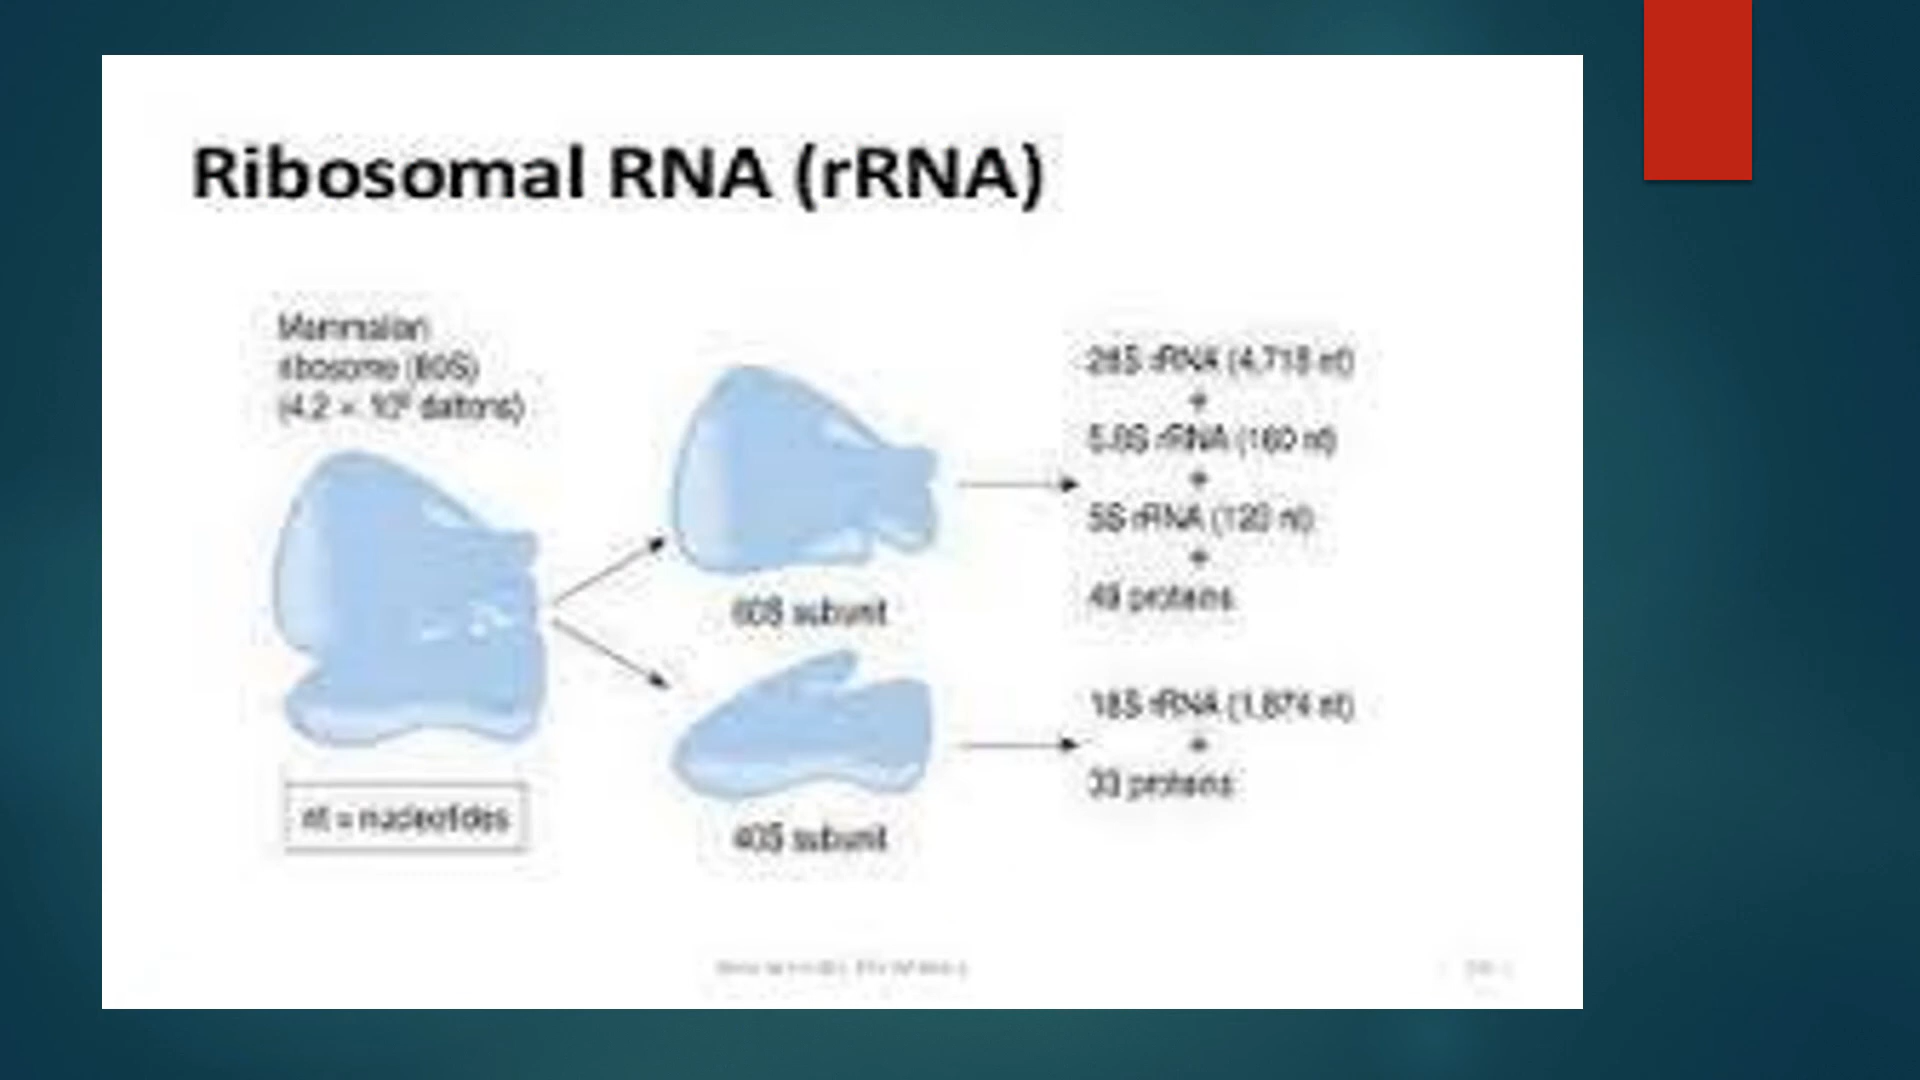 Ribosomal RNA (rRNA)
Mammalian
ribosome (80S)
(4.2 × 10⁶ daltons)
nt = nucleotides
60S subunit
40S subunit
28S rRNA (4,718 nt)
+
5.8S rRNA (160 nt)
+
5S rRNA (120 nt)
+
49 proteins
18S rRNA (1,874 nt)
+
33 proteins